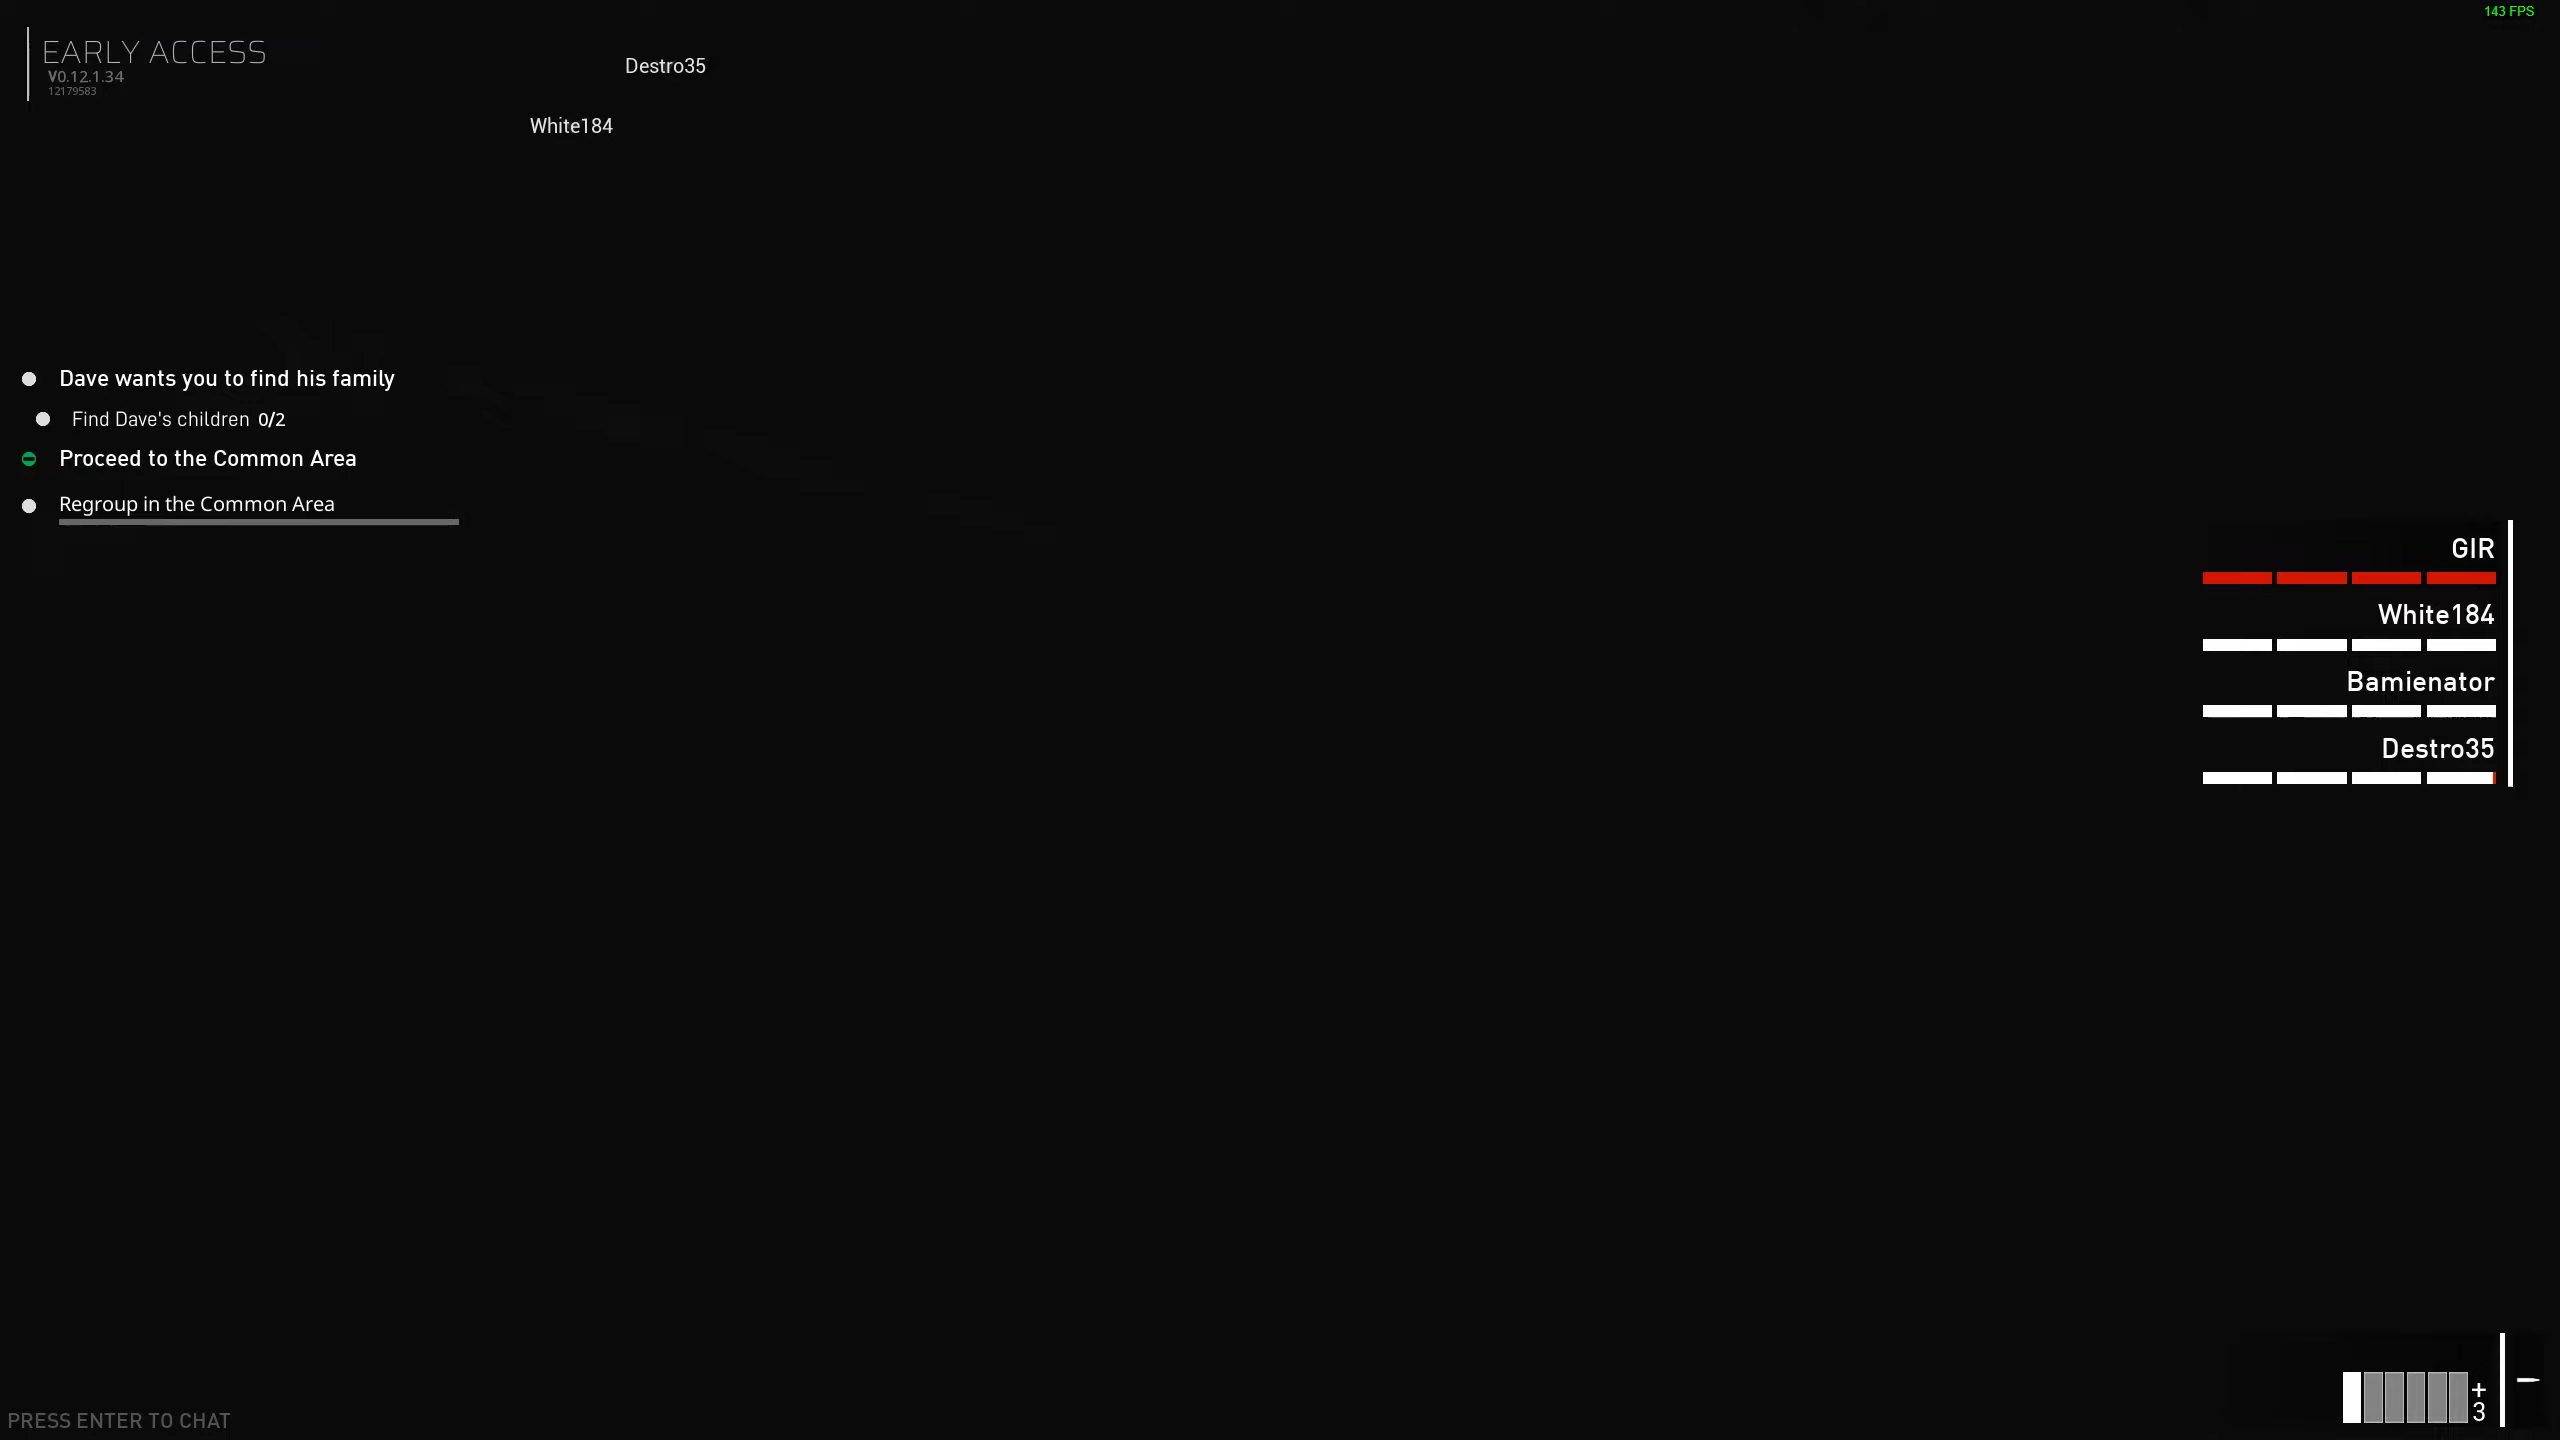 143 FPS
EARLY ACCESS
V0.12.1.34
12179583
Destro35
White184
Dave wants you to find his family
Find Dave's children 0/2
Proceed to the Common Area
Regroup in the Common Area
GIR
White184
Bamienator
Destro35
+
3
PRESS ENTER TO CHAT